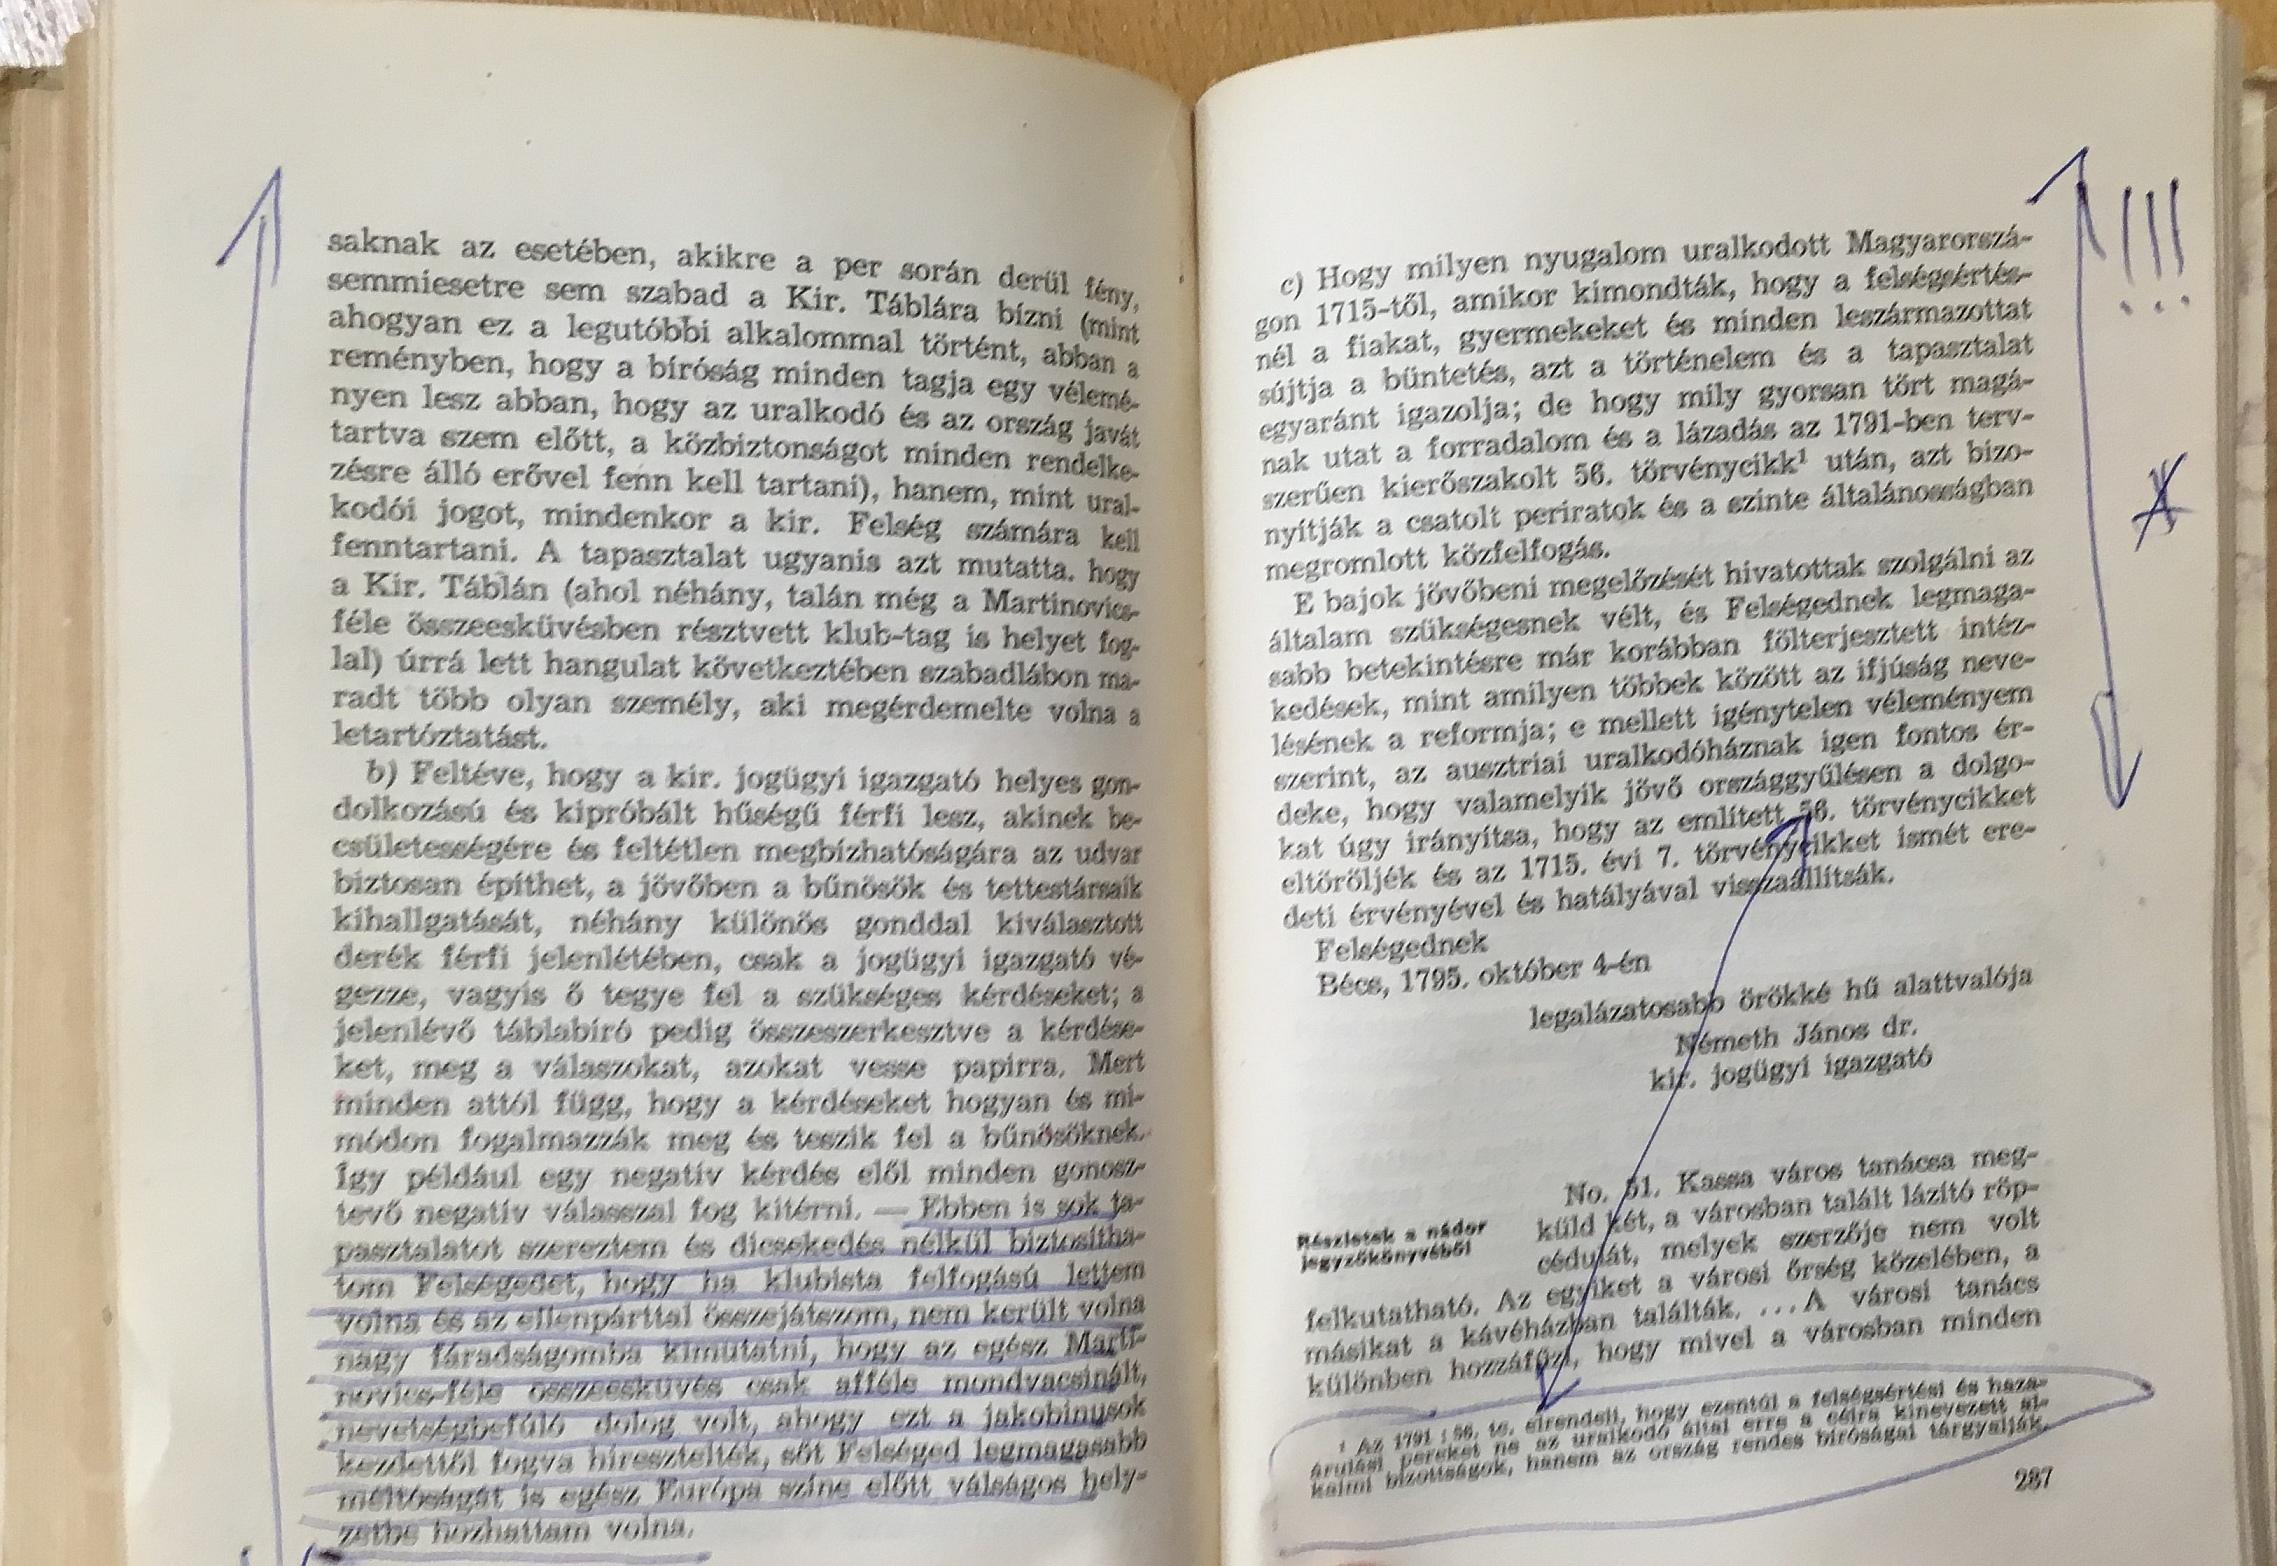 saknak az esetében, akikre a per során derül fény,
semmiesetre sem szabad a Kir. Táblára bízni (mint
ahogyan ez a legutóbbi alkalommal történt, abban a
reményben, hogy a bíróság minden tagja egy vélemé-
nyen lesz abban, hogy az uralkodó és az ország javát
tartva szem előtt, a közbiztonságot minden rendelke-
zésre álló erővel fenn kell tartani), hanem, mint ural-
kodói jogot, mindenkor a kir. Felség számára kell
fenntartani. A tapasztalat ugyanis azt mutatta. hogy
a Kir. Táblán (ahol néhány, talán még a Martinovics-
féle összeesküvésben résztvett klub-tag is helyet fog-
lal) úrrá lett hangulat következtében szabadlábon ma-
radt több olyan személy, aki megérdemelte volna a
letartóztatást.
b) Feltéve, hogy a kir. jogügyi igazgató helyes gon-
dolkozású és kipróbált hűségű férfi lesz, akinek be-
csületességére és feltétlen megbízhatóságára az udvar
biztosan építhet, a jövőben a bűnösök és tettestársaik
kihallgatását, néhány különös gonddal kiválasztott
derék férfi jelenlétében, csak a jogügyi igazgató vé-
gezze, vagyis ő tegye fel a szükséges kérdéseket; a
jelenlévő táblabíró pedig összeszerkesztve a kérdése-
ket, meg a válaszokat, azokat vesse papirra. Mert
minden attól függ, hogy a kérdéseket hogyan és mi-
módon fogalmazzák meg és teszik fel a bűnösöknek.
Így például egy negatív kérdés elől minden gonosz-
tevő negatív válasszal fog kitérni. — Ebben is sok ta-
pasztalatot szereztem és dicsekedés nélkül biztosítha-
tom Felségedet, hogy ha klubista felfogású lettem
volna és az ellenpárttal összejátszom, nem került volna
nagy fáradságomba kimutatni, hogy az egész Marti-
novics-féle összeesküvés csak afféle mondvacsinált,
nevetségbefúló dolog volt, ahogy ezt a jakobinusok
kezdettől fogva híresztelték, sőt Felséged legmagasabb
méltóságát is egész Európa színe előtt válságos hely-
zetbe hozhattam volna.
c) Hogy milyen nyugalom uralkodott Magyarorszá-
gon 1715-től, amikor kimondták, hogy a felségsértés-
nél a fiakat, gyermekeket és minden leszármazottat
sújtja a büntetés, azt a történelem és a tapasztalat
egyaránt igazolja; de hogy mily gyorsan tört magá-
nak utat a forradalom és a lázadás az 1791-ben terv-
szerűen kierőszakolt 56. törvénycikk¹ után, azt bizo-
nyítják a csatolt periratok és a szinte általánosságban
megromlott közfelfogás.
E bajok jövőbeni megelőzését hivatottak szolgálni az
általam szükségesnek vélt, és Felségednek legmaga-
sabb betekintésre már korábban fölterjesztett intéz-
kedések, mint amilyen többek között az ifjúság neve-
lésének a reformja; e mellett igénytelen véleményem
szerint, az ausztriai uralkodóháznak igen fontos ér-
deke, hogy valamelyik jövő országgyűlésen a dolgo-
kat úgy irányítsa, hogy az említett 56. törvénycikket
eltöröljék és az 1715. évi 7. törvénycikket ismét ere-
deti érvényével és hatályával visszaállítsák.
Felségednek
Bécs, 1795. október 4-én
legalázatosabb örökké hű alattvalója
Németh János dr.
kir. jogügyi igazgató
!!!
Részletek a nádor
jegyzőkönyvéből
No. 51. Kassa város tanácsa meg-
küld két, a városban talált lázító röp-
cédulát, melyek szerzője nem volt
felkutatható. Az egyiket a városi őrség közelében, a
másikat a kávéházban találták. ...A városi tanács
különben hozzáfűzi, hogy mivel a városban minden
¹ Az 1791 : 56. tc. elrendeli, hogy ezentúl a felségsértési és haza-
árulási pereket ne az uralkodó által erre a célra kinevezett al-
kalmi bizottságok, hanem az ország rendes bíróságai tárgyalják.
287